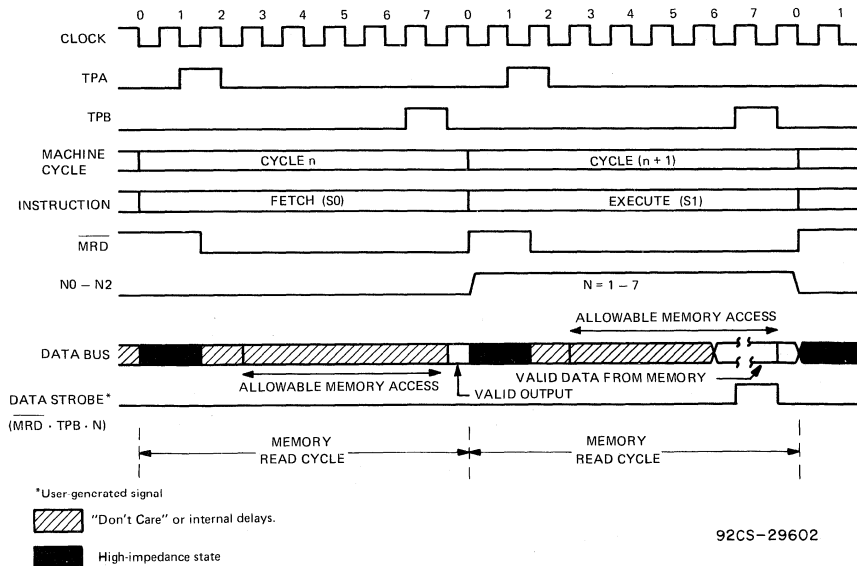 0 1 2 3 4 5 6 7 0 1 2 3 4 5 6 7 0 1
CLOCK
TPA
TPB
MACHINE
CYCLE
CYCLE n
CYCLE (n + 1)
INSTRUCTION
FETCH (S0)
EXECUTE (S1)
MRD
N0 – N2
N = 1 – 7
ALLOWABLE MEMORY ACCESS
DATA BUS
ALLOWABLE MEMORY ACCESS
VALID DATA FROM MEMORY
VALID OUTPUT
DATA STROBE*
(MRD · TPB · N)
MEMORY
READ CYCLE
MEMORY
READ CYCLE
*User-generated signal
"Don't Care" or internal delays.
High-impedance state
92CS-29602